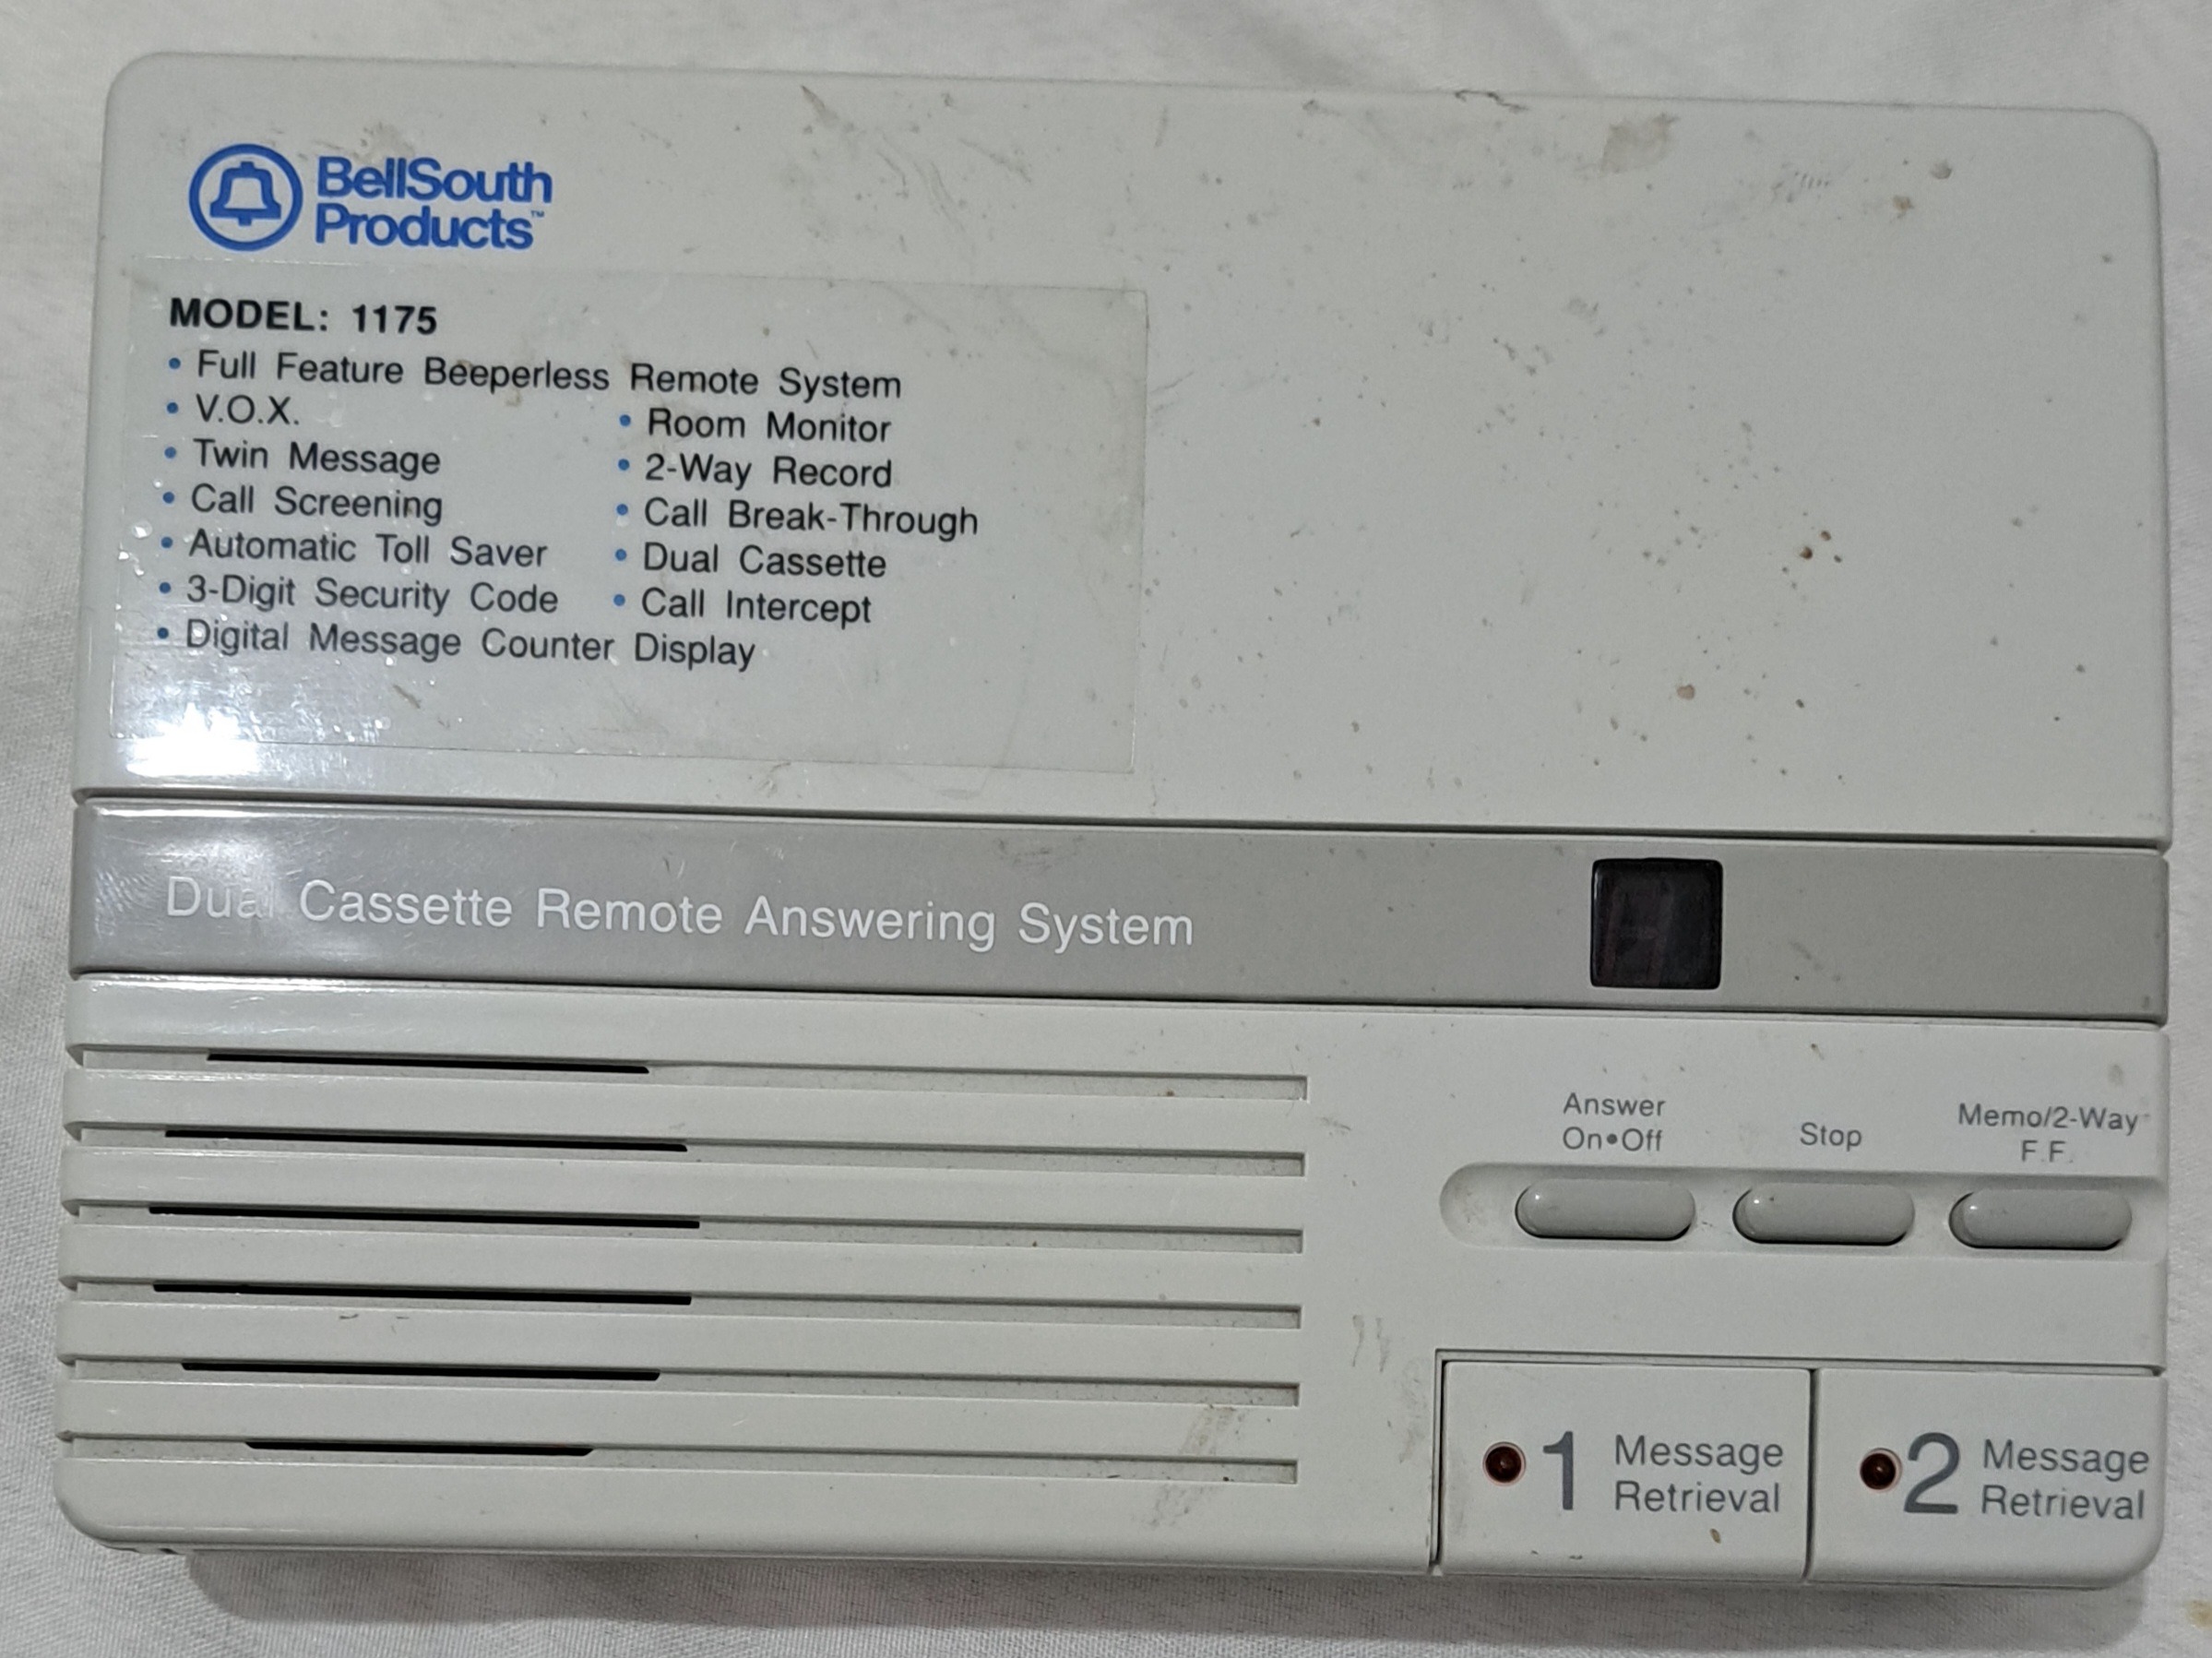 BellSouth
Products™
MODEL: 1175
• Full Feature Beeperless Remote System
• V.O.X.
• Room Monitor
• Twin Message
• 2-Way Record
• Call Screening
• Call Break-Through
• Automatic Toll Saver
• Dual Cassette
• 3-Digit Security Code
• Call Intercept
• Digital Message Counter Display
Dual Cassette Remote Answering System
Answer
On•Off
Stop
Memo/2-Way
F.F.
1 Message
Retrieval
2 Message
Retrieval